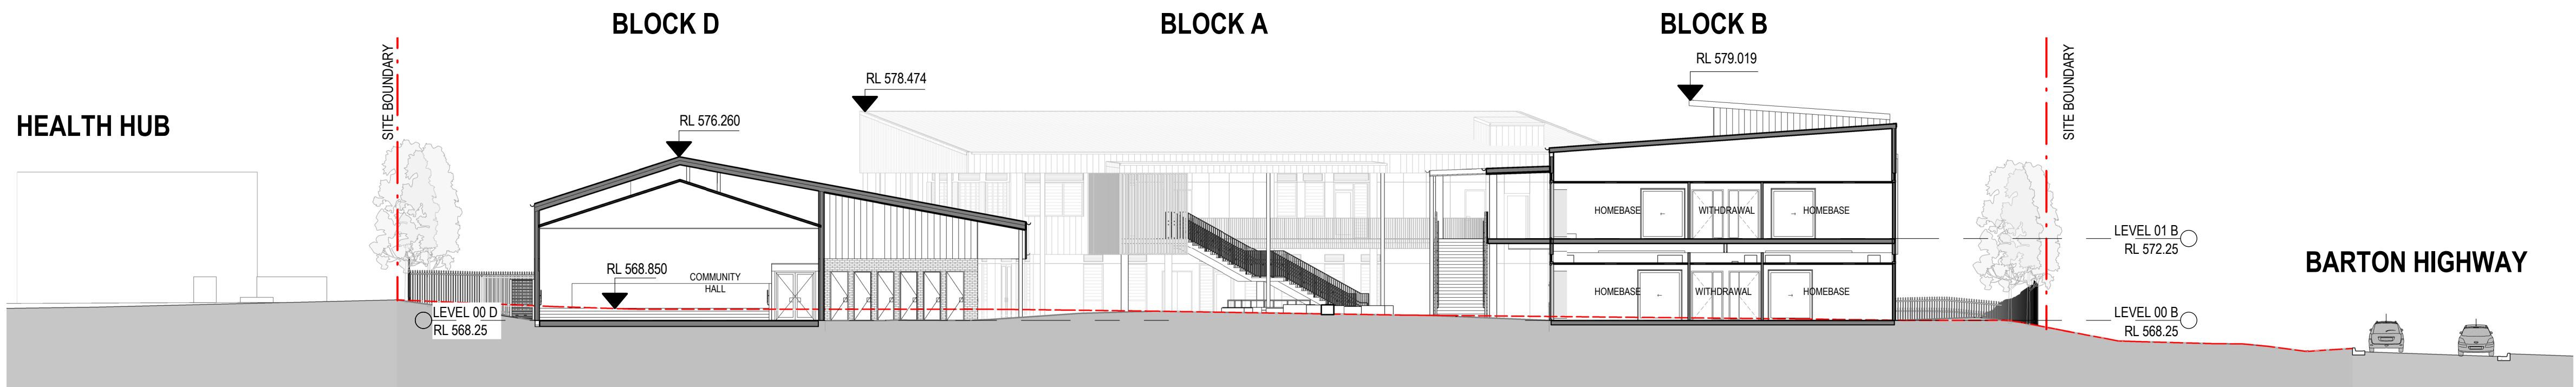 BLOCK D
BLOCK A
BLOCK B
SITE BOUNDARY
SITE BOUNDARY
RL 578.474
RL 579.019
HEALTH HUB
RL 576.260
HOMEBASE
WITHDRAWAL
HOMEBASE
LEVEL 01 B
RL 572.25
BARTON HIGHWAY
RL 568.850
COMMUNITY
HALL
HOMEBASE
WITHDRAWAL
HOMEBASE
LEVEL 00 D
RL 568.25
LEVEL 00 B
RL 568.25